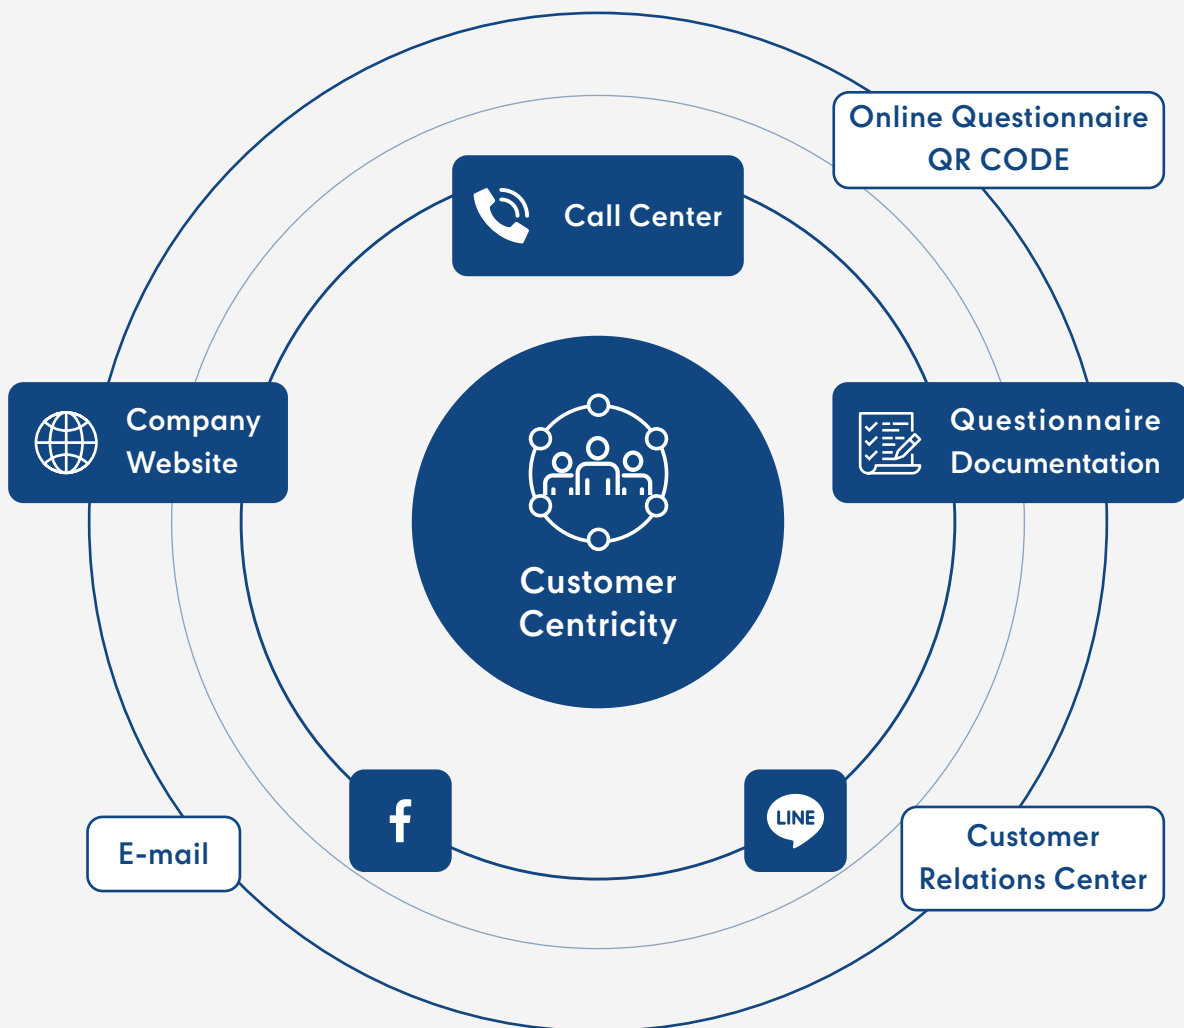 Online Questionnaire
QR CODE
Call Center
Company
Website
Questionnaire
Documentation
Customer
Centricity
f
LINE
E-mail
Customer
Relations Center